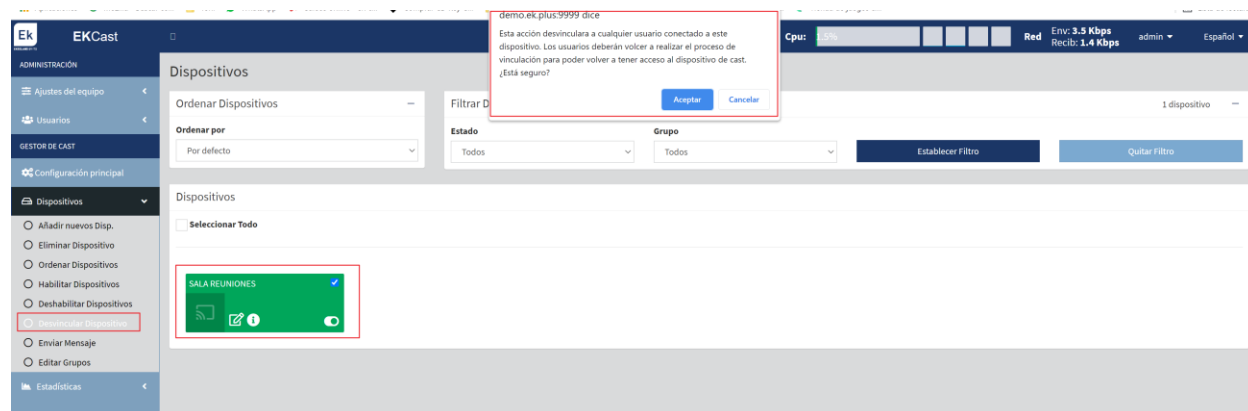 demo.ek.plus:9999 dice
Esta acción desvinculara a cualquier usuario conectado a este
dispositivo. Los usuarios deberán volcer a realizar el proceso de
vinculación para poder volver a tener acceso al dispositivo de cast.
¿Está seguro?
Aceptar Cancelar
Ek EKCast
Cpu: 1.5%
Red Env: 3.5 Kbps
Recib: 1.4 Kbps
admin
Español
ADMINISTRACIÓN
Ajustes del equipo
Usuarios
GESTOR DE CAST
Configuración principal
Dispositivos
Añadir nuevos Disp.
Eliminar Dispositivo
Ordenar Dispositivos
Habilitar Dispositivos
Deshabilitar Dispositivos
Desvincular Dispositivo
Enviar Mensaje
Editar Grupos
Estadísticas
Dispositivos
Ordenar Dispositivos
Ordenar por
Por defecto
Filtrar D
1 dispositivo
Estado
Todos
Grupo
Todos
Establecer Filtro
Quitar Filtro
Dispositivos
Seleccionar Todo
SALA REUNIONES